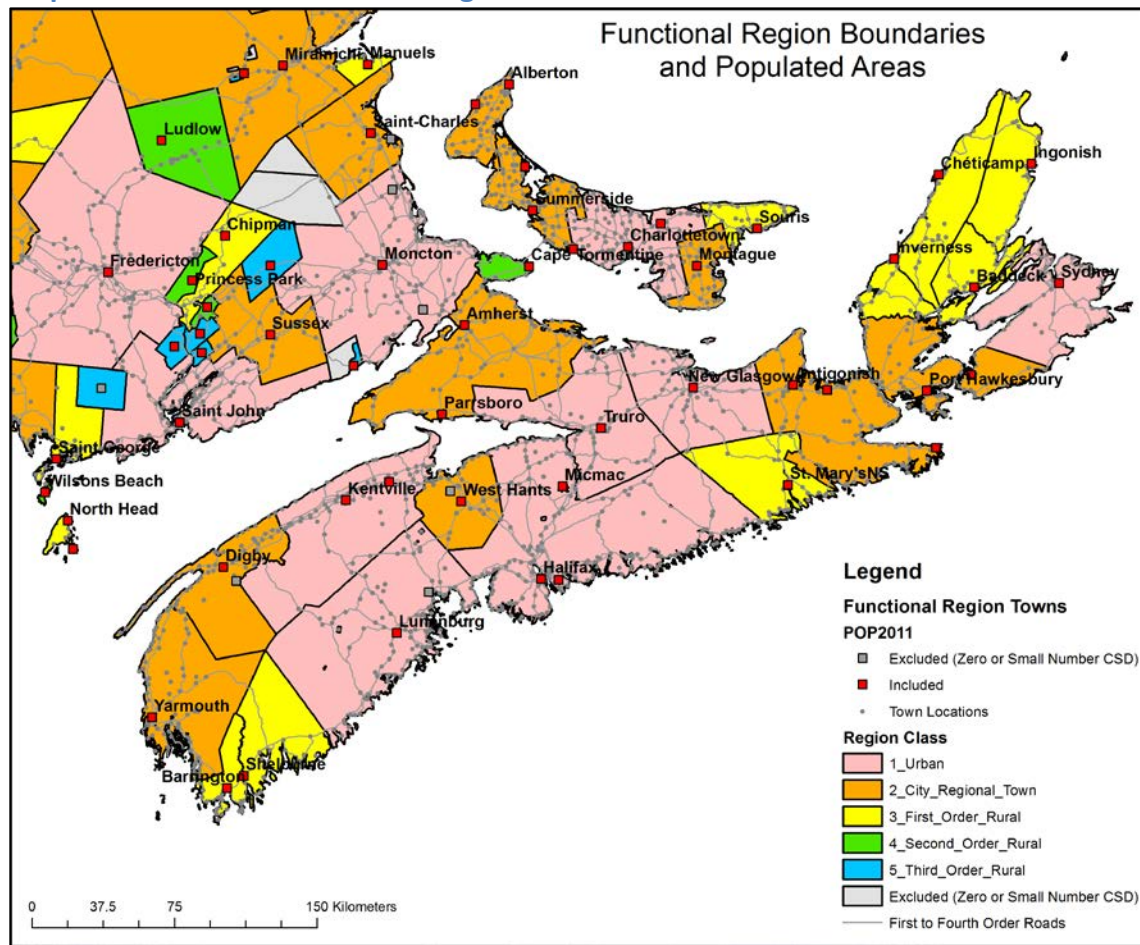 Functional Region Boundaries
and Populated Areas
Miramichi
Manuels
Alberton
Ludlow
Saint-Charles
Chéticamp
Ingonish
Summerside
Souris
Chipman
Charlottetown
Fredericton
Moncton
Cape Tormentine
Montague
Inverness
Princess Park
Baddeck
Sydney
Sussex
Amherst
New Glasgow
Antigonish
Port Hawkesbury
Saint John
Parrsboro
Truro
Saint George
Wilsons Beach
Kentville
West Hants
Micmac
St. Mary'sNS
North Head
Digby
Halifax
Lunenburg
Yarmouth
Barrington
Shelburne
Legend
Functional Region Towns
POP2011
Excluded (Zero or Small Number CSD)
Included
Town Locations
Region Class
1_Urban
2_City_Regional_Town
3_First_Order_Rural
4_Second_Order_Rural
5_Third_Order_Rural
Excluded (Zero or Small Number CSD)
First to Fourth Order Roads
0 37.5 75 150 Kilometers